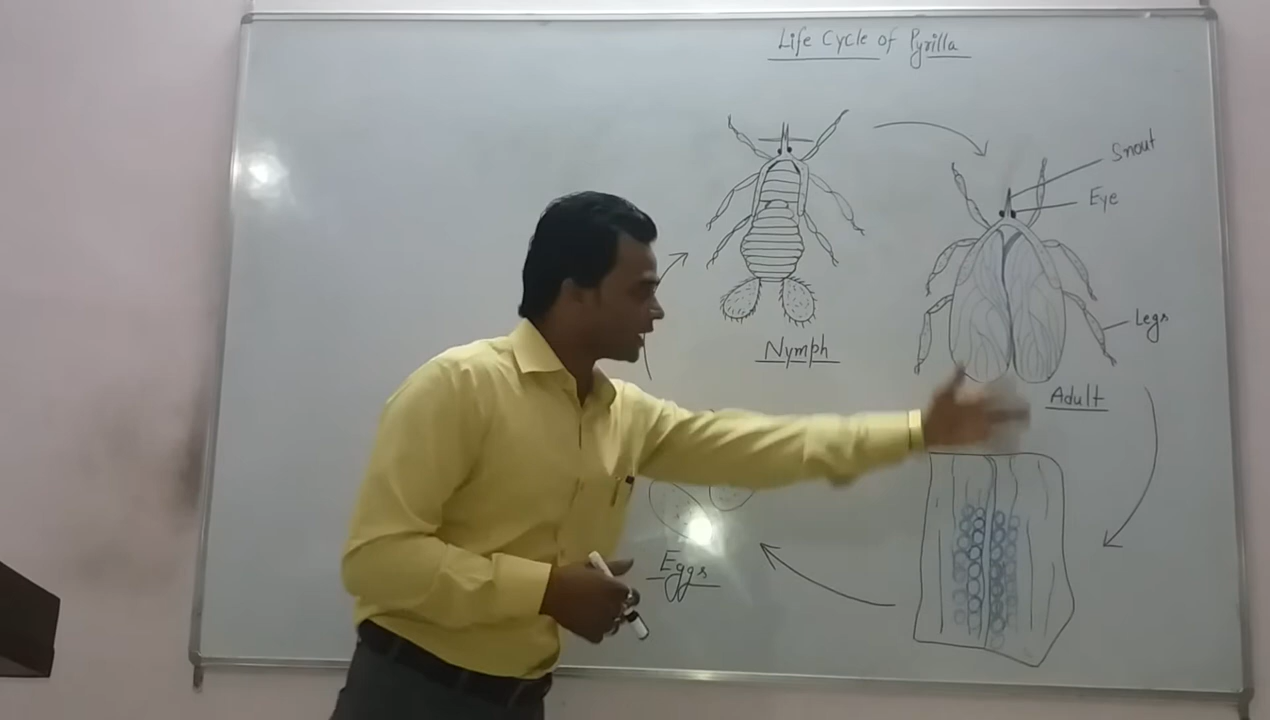 Life Cycle of Pyrilla
Snout
Eye
Legs
Nymph
Adult
Eggs